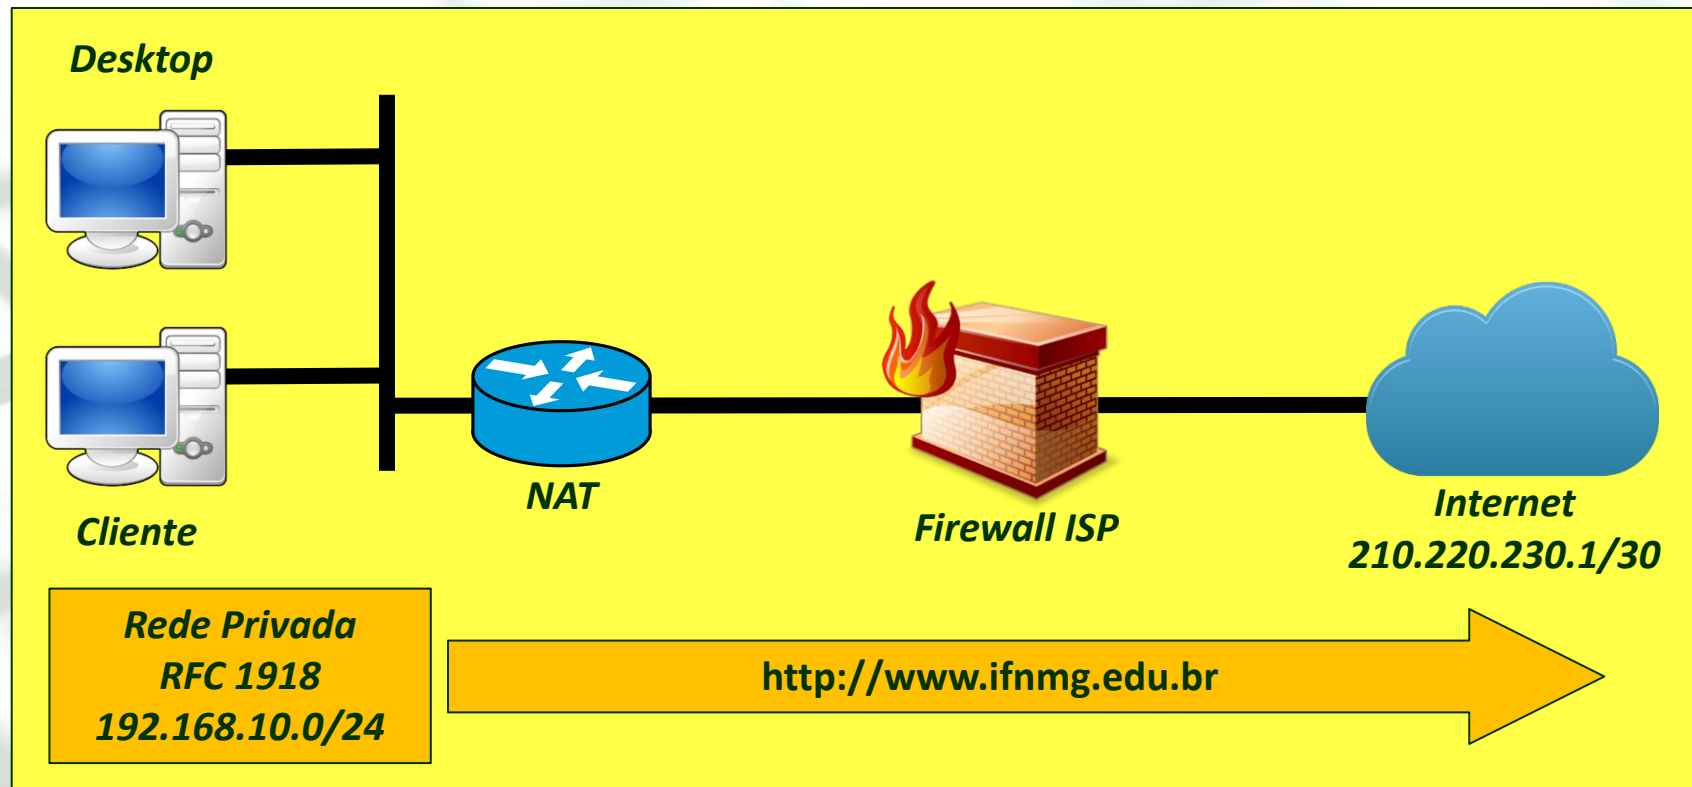 Desktop
Cliente
NAT
Firewall ISP
Internet
210.220.230.1/30
Rede Privada
RFC 1918
192.168.10.0/24
http://www.ifnmg.edu.br